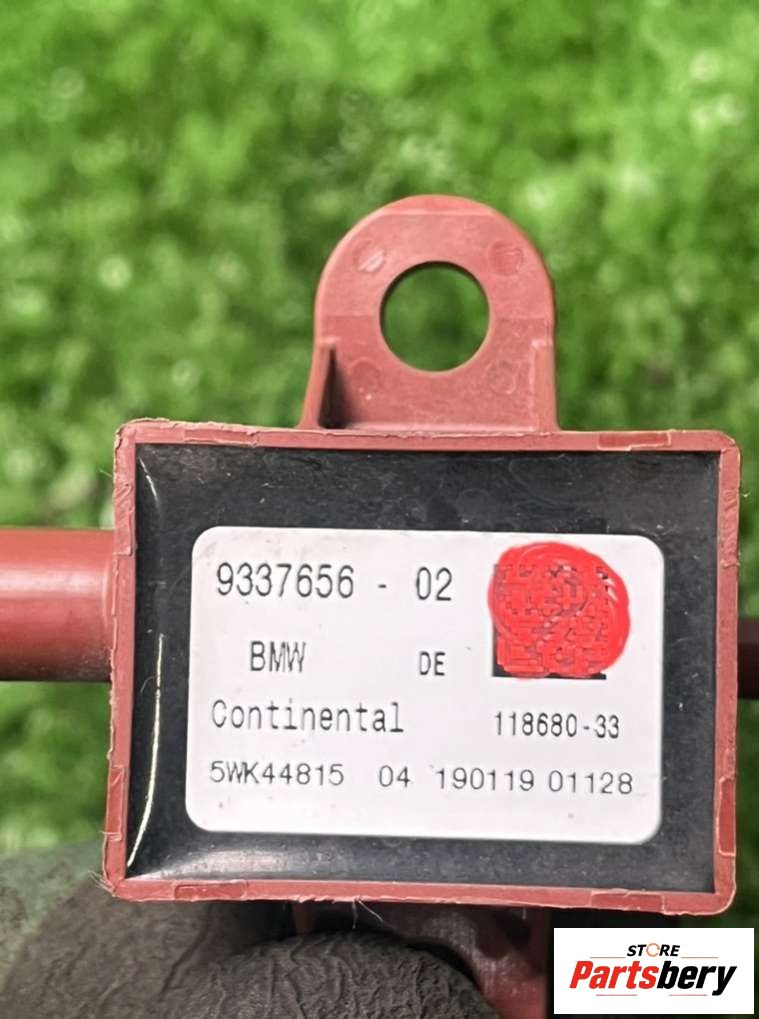 9337656 - 02
BMW DE
Continental 118680-33
5WK44815 04 190119 01128
STORE
Partsbery